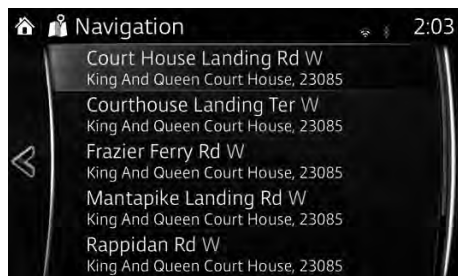 Navigation 2:03
Court House Landing Rd W
King And Queen Court House, 23085
Courthouse Landing Ter W
King And Queen Court House, 23085
Frazier Ferry Rd W
King And Queen Court House, 23085
Mantapike Landing Rd W
King And Queen Court House, 23085
Rappidan Rd W
King And Queen Court House, 23085